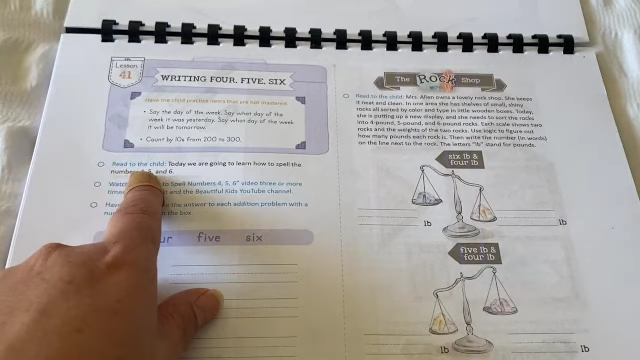 Lesson
41
WRITING FOUR, FIVE, SIX
Have the child practice items that are not mastered.
• Say the day of the week. Say what day of the
week it was yesterday. Say what day of the week
it will be tomorrow.
• Count by 10s from 200 to 300.
Read to the child: Today we are going to learn how to spell the
numbers 4, 5, and 6.
Watch to Spell Numbers 4, 5, 6" video three or more
times and the Beautiful Kids YouTube channel.
Have the answer to each addition problem with a
in the box
five six
The ROCK Shop
Read to the child: Mrs. Allen owns a lovely rock shop. She keeps
it neat and clean. In one area she has shelves of small, shiny
rocks all sorted by color and type in little wooden boxes. Today,
she is putting up a new display, and she needs to sort the rocks
into 4-pound, 5-pound, and 6-pound rocks. Each scale shows two
rocks and the weights of the two rocks. Use logic to figure out
how many pounds each rock is. Then write the number (in words)
on the line next to the rock. The letters "lb" stand for pounds.
six lb &
four lb
lb lb
five lb &
four lb
lb lb